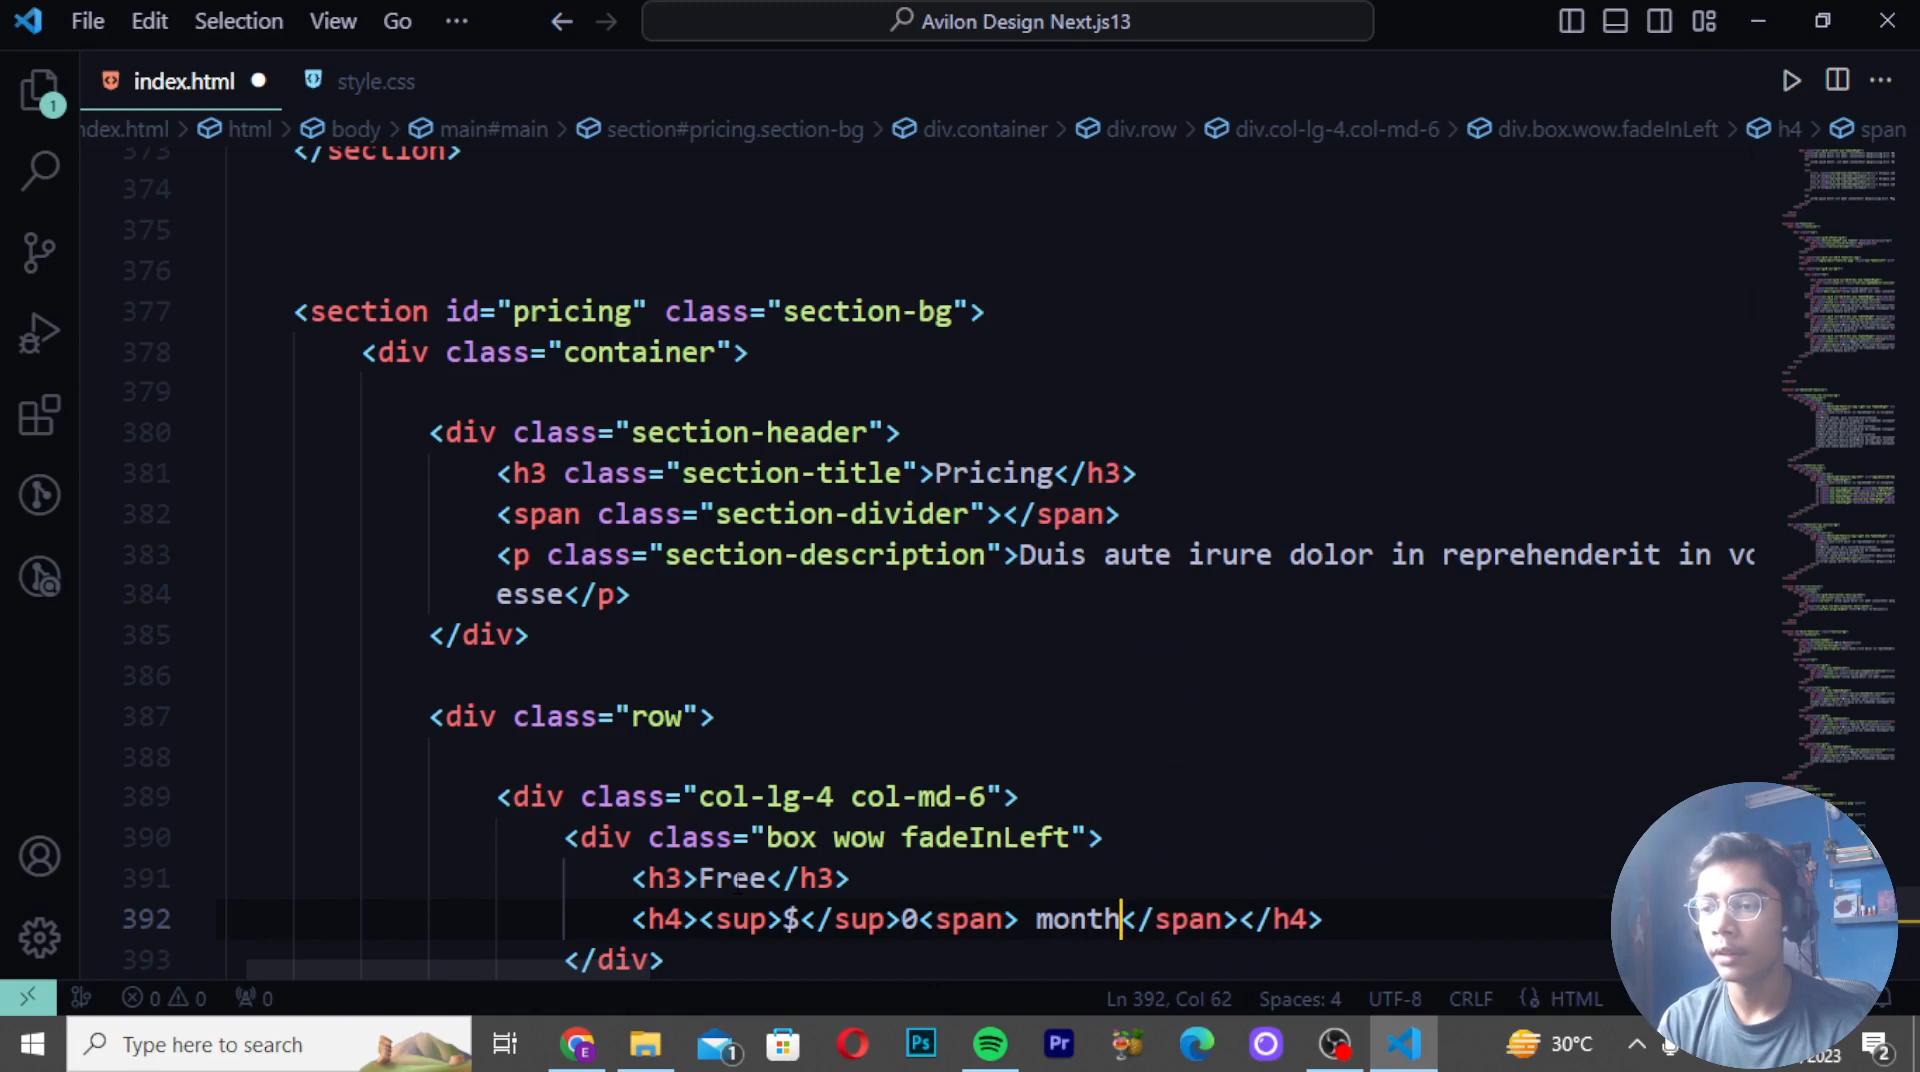 File Edit Selection View Go ··· Avilon Design Next.js13
index.html style.css
1
ndex.html > html > body > main#main > section#pricing.section-bg > div.container > div.row > div.col-lg-4.col-md-6 > div.box.wow.fadeInLeft > h4 > span
373 </section>
374
375
376
377 <section id="pricing" class="section-bg">
378 <div class="container">
379
380 <div class="section-header">
381 <h3 class="section-title">Pricing</h3>
382 <span class="section-divider"></span>
383 <p class="section-description">Duis aute irure dolor in reprehenderit in vo
384 esse</p>
385 </div>
386
387 <div class="row">
388
389 <div class="col-lg-4 col-md-6">
390 <div class="box wow fadeInLeft">
391 <h3>Free</h3>
392 <h4><sup>$</sup>0<span> month</span></h4>
393 </div>
0 0 0 Ln 392, Col 62 Spaces: 4 UTF-8 CRLF HTML
Type here to search E 1 Ps Pr 30°C 2023 2